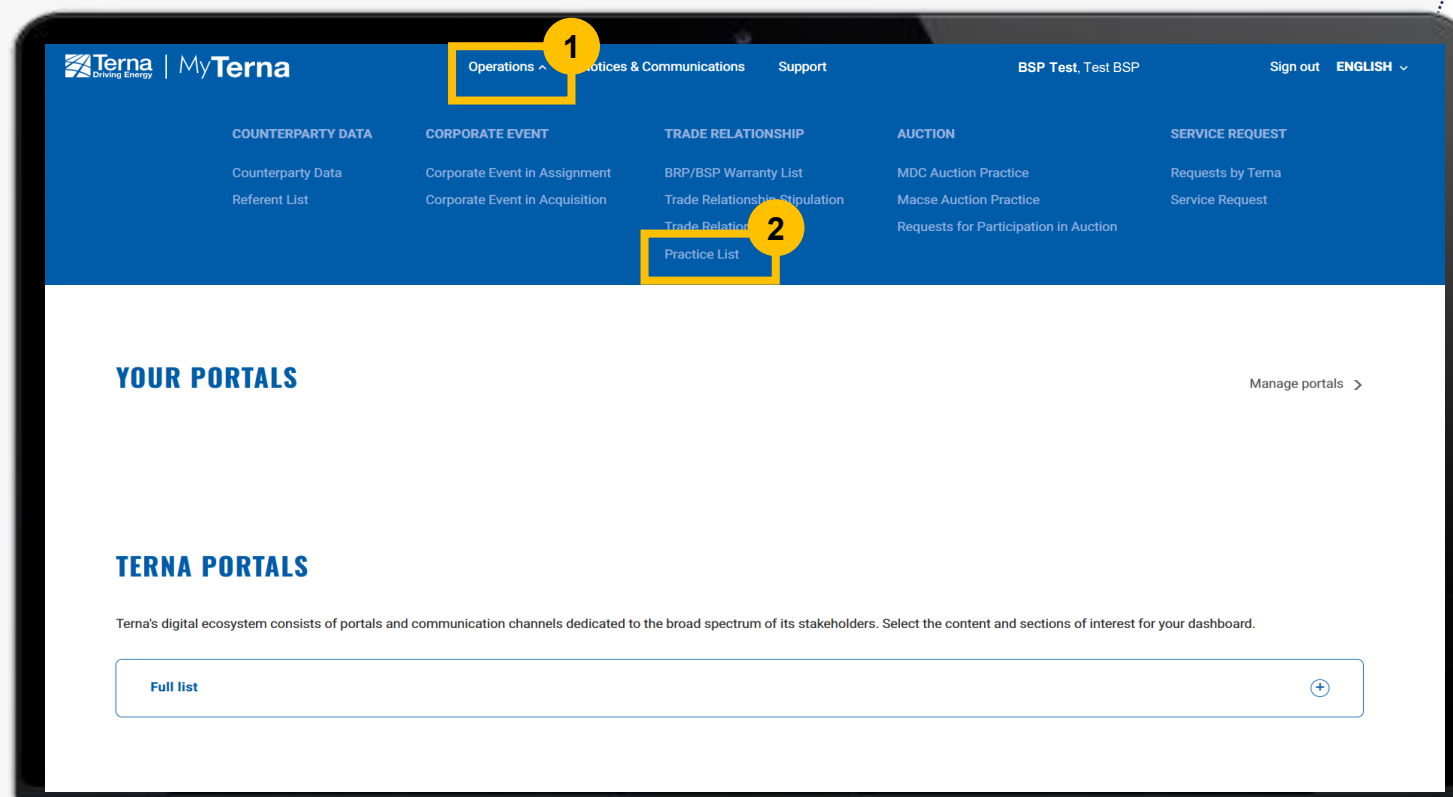 Terna Driving Energy | MyTerna
Operations
Notices & Communications
Support
BSP Test, Test BSP
Sign out
ENGLISH
1
COUNTERPARTY DATA
Counterparty Data
Referent List
CORPORATE EVENT
Corporate Event in Assignment
Corporate Event in Acquisition
TRADE RELATIONSHIP
BRP/BSP Warranty List
Trade Relationship Stipulation
Trade Relation
2
Practice List
AUCTION
MDC Auction Practice
Macse Auction Practice
Requests for Participation in Auction
SERVICE REQUEST
Requests by Terna
Service Request
YOUR PORTALS
Manage portals
TERNA PORTALS
Terna's digital ecosystem consists of portals and communication channels dedicated to the broad spectrum of its stakeholders. Select the content and sections of interest for your dashboard.
Full list